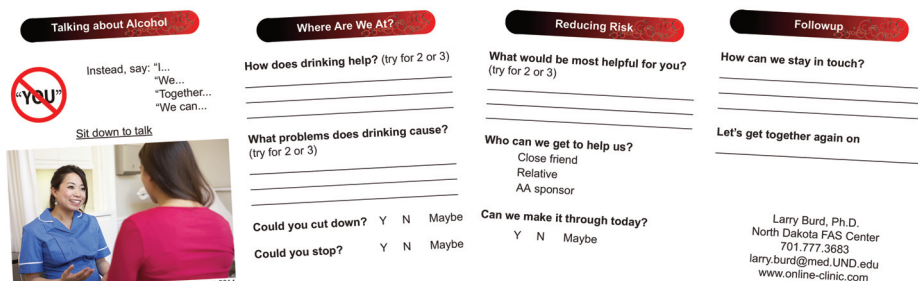 Talking about Alcohol
"YOU"
Instead, say: "I...
"We...
"Together...
"We can...
Sit down to talk
Where Are We At?
How does drinking help? (try for 2 or 3)
What problems does drinking cause?
(try for 2 or 3)
Could you cut down? Y N Maybe
Could you stop? Y N Maybe
Reducing Risk
What would be most helpful for you?
(try for 2 or 3)
Who can we get to help us?
Close friend
Relative
AA sponsor
Can we make it through today?
Y N Maybe
Followup
How can we stay in touch?
Let's get together again on
Larry Burd, Ph.D.
North Dakota FAS Center
701.777.3683
larry.burd@med.UND.edu
www.online-clinic.com